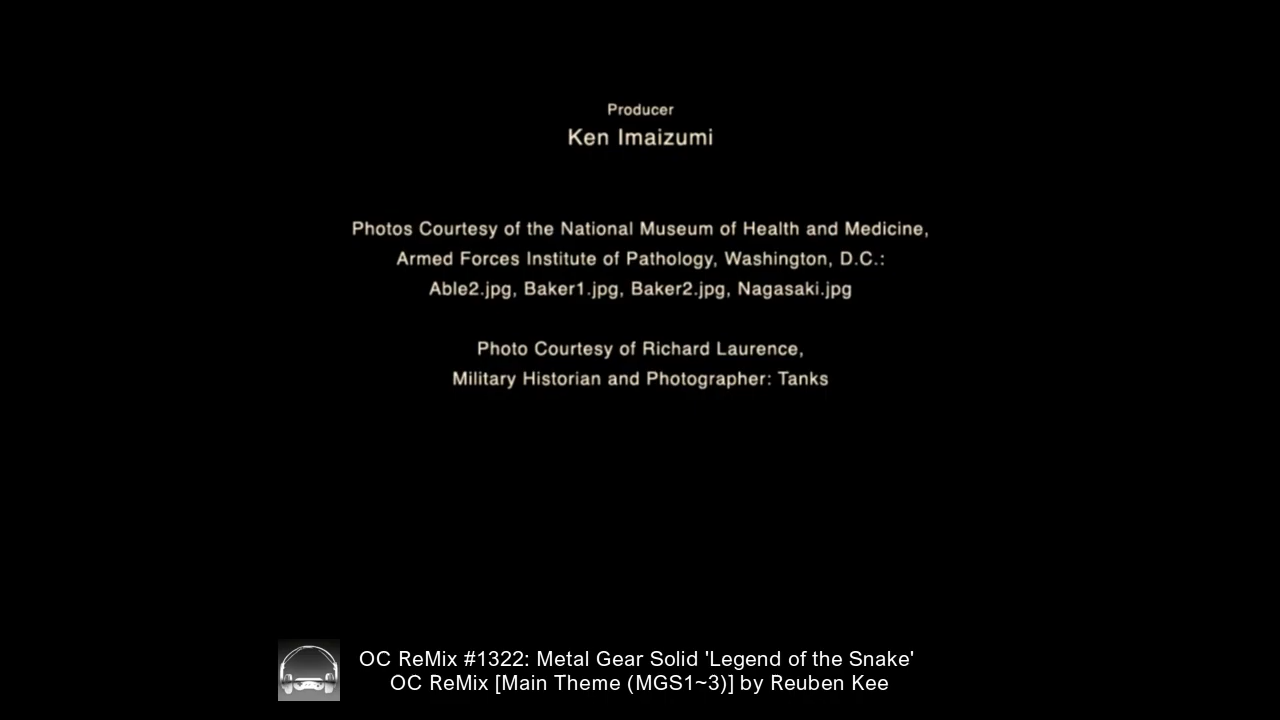 Producer
Ken Imaizumi
Photos Courtesy of the National Museum of Health and Medicine,
Armed Forces Institute of Pathology, Washington, D.C.:
Able2.jpg, Baker1.jpg, Baker2.jpg, Nagasaki.jpg
Photo Courtesy of Richard Laurence,
Military Historian and Photographer: Tanks
OC ReMix #1322: Metal Gear Solid 'Legend of the Snake'
OC ReMix [Main Theme (MGS1~3)] by Reuben Kee